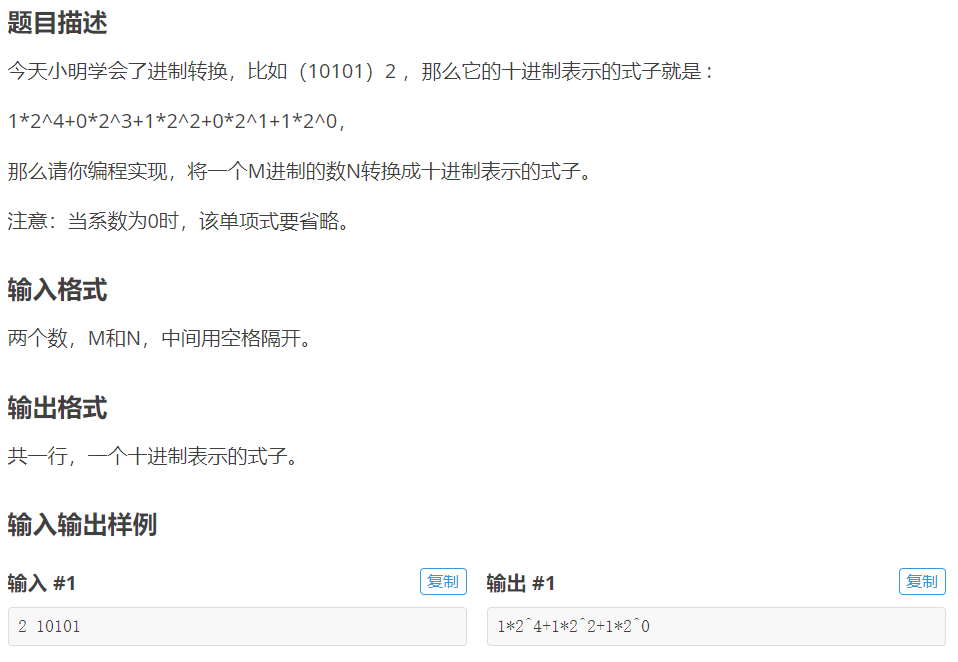 题目描述
今天小明学会了进制转换，比如（10101）2 ，那么它的十进制表示的式子就是 :
1*2^4+0*2^3+1*2^2+0*2^1+1*2^0，
那么请你编程实现，将一个M进制的数N转换成十进制表示的式子。
注意：当系数为0时，该单项式要省略。
输入格式
两个数，M和N，中间用空格隔开。
输出格式
共一行，一个十进制表示的式子。
输入输出样例
输入 #1
复制
2 10101
输出 #1
复制
1*2^4+1*2^2+1*2^0